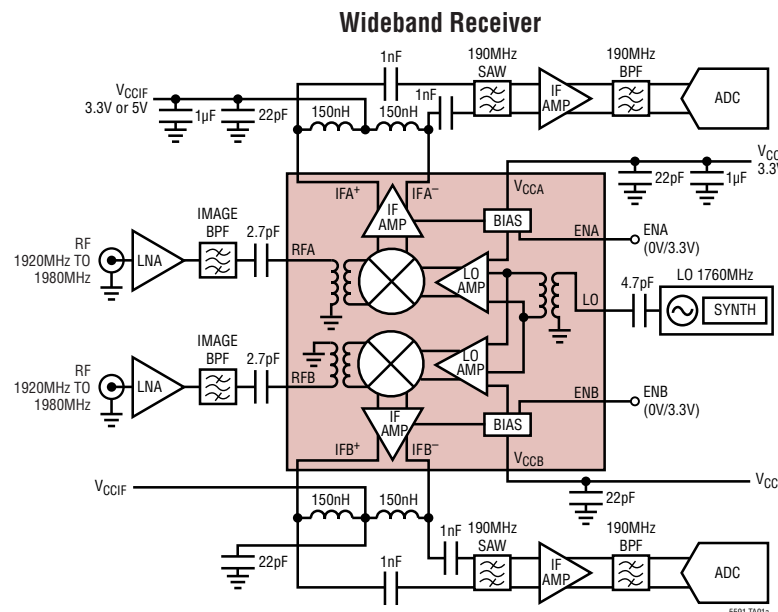 Wideband Receiver
190MHz
SAW
190MHz
BPF
1nF
1nF
IF
AMP
ADC
VCCIF
3.3V or 5V
1µF
22pF
150nH
150nH
VCC
3.3V
22pF
1µF
IFA+
IFA–
VCCA
IF
AMP
BIAS
ENA
ENA
(0V/3.3V)
RF
1920MHz TO
1980MHz
LNA
IMAGE
BPF
2.7pF
RFA
LO
AMP
LO
4.7pF
LO 1760MHz
SYNTH
RF
1920MHz TO
1980MHz
LNA
IMAGE
BPF
2.7pF
RFB
LO
AMP
ENB
ENB
(0V/3.3V)
IF
AMP
BIAS
IFB+
IFB–
VCCB
VCCIF
150nH
150nH
VCC
22pF
22pF
1nF
1nF
190MHz
SAW
IF
AMP
190MHz
BPF
ADC